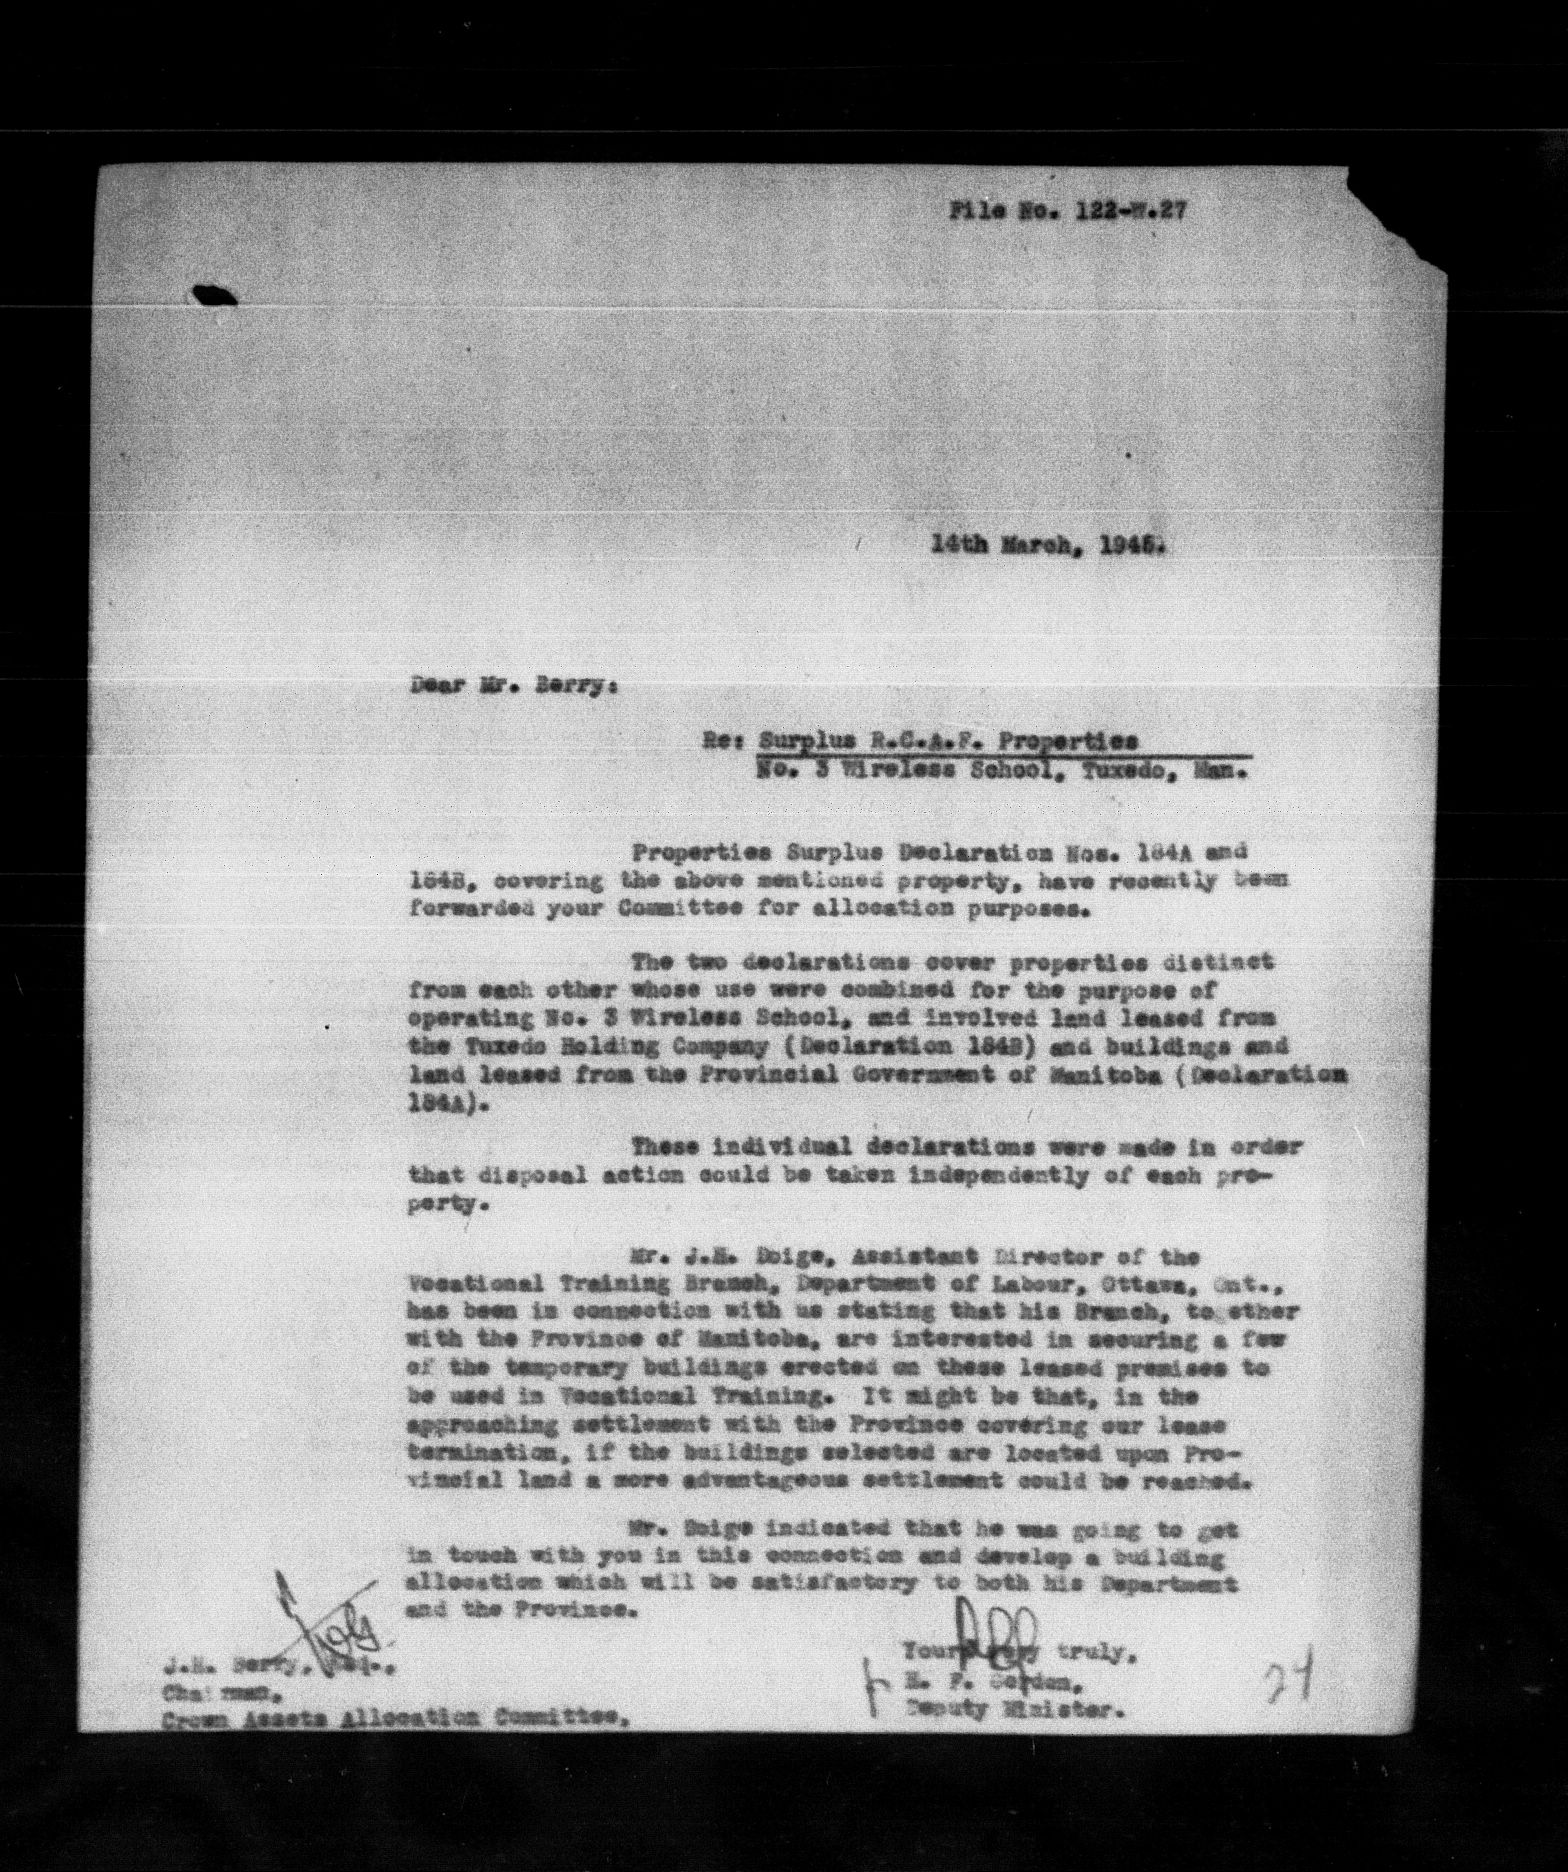 File No. 122-W.27
14th March, 1945.
Dear Mr. Berry:
Re: Surplus R.C.A.F. Properties
No. 3 Wireless School, Tuxedo, Man.
Properties Surplus Declaration Nos. 184A and
184B, covering the above mentioned property, have recently been
forwarded your Committee for allocation purposes.
The two declarations cover properties distinct
from each other whose use were combined for the purpose of
operating No. 3 Wireless School, and involved land leased from
the Tuxedo Holding Company (Declaration 184B) and buildings and
land leased from the Provincial Government of Manitoba (Declaration
184A).
These individual declarations were made in order
that disposal action could be taken independently of each pro-
perty.
Mr. J.H. Doige, Assistant Director of the
Vocational Training Branch, Department of Labour, Ottawa, Ont.,
has been in connection with us stating that his Branch, together
with the Province of Manitoba, are interested in securing a few
of the temporary buildings erected on these leased premises to
be used in Vocational Training. It might be that, in the
approaching settlement with the Province covering our lease
termination, if the buildings selected are located upon Pro-
vincial land a more advantageous settlement could be reached.
Mr. Doige indicated that he was going to get
in touch with you in this connection and develop a building
allocation which will be satisfactory to both his Department
and the Province.
Yours very truly,
H. F. Gordon,
Deputy Minister.
24
J.H. Berry, Esq.,
Chairman,
Crown Assets Allocation Committee,